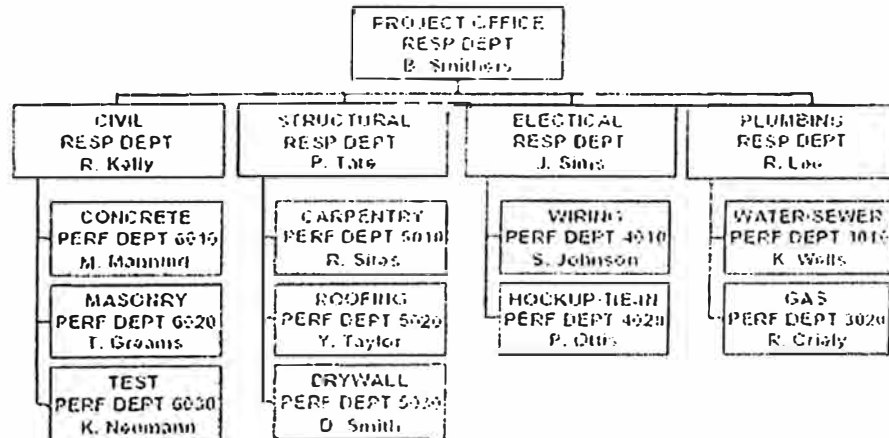 PROJECT OFFICE
RESP DEPT
B. Smithers
CIVIL
RESP DEPT
R. Kelly
STRUCTURAL
RESP DEPT
P. Tate
ELECTICAL
RESP DEPT
J. Sims
PLUMBING
RESP DEPT
R. Lee
CONCRETE
PERF DEPT 6010
M. Manning
MASONRY
PERF DEPT 6020
T. Greams
TEST
PERF DEPT 6030
K. Neumann
CARPENTRY
PERF DEPT 5010
R.
ROOFING
PERF DEPT 5020
Y. Taylor
DRYWALL
PERF DEPT 5030
D. Smith
WIRING
PERF DEPT 4010
S. Johnson
HOCKUP-TIE-IN
PERF DEPT 4020
P. Ottis
WATER-SEWER
PERF DEPT 3010
K. Wells
GAS
PERF DEPT 3020
R.